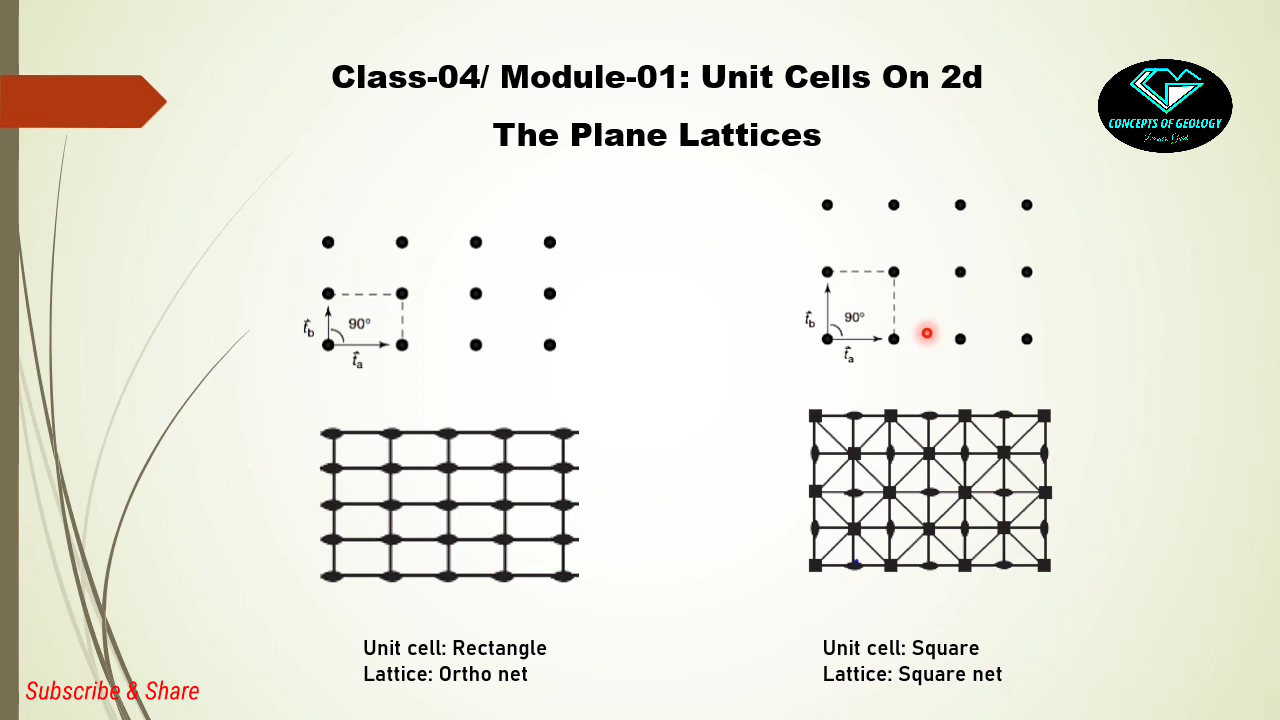 Class-04/ Module-01: Unit Cells On 2d
The Plane Lattices
CONCEPTS OF GEOLOGY
t̂b
90°
t̂a
t̂b
90°
t̂a
Unit cell: Rectangle
Lattice: Ortho net
Unit cell: Square
Lattice: Square net
Subscribe & Share